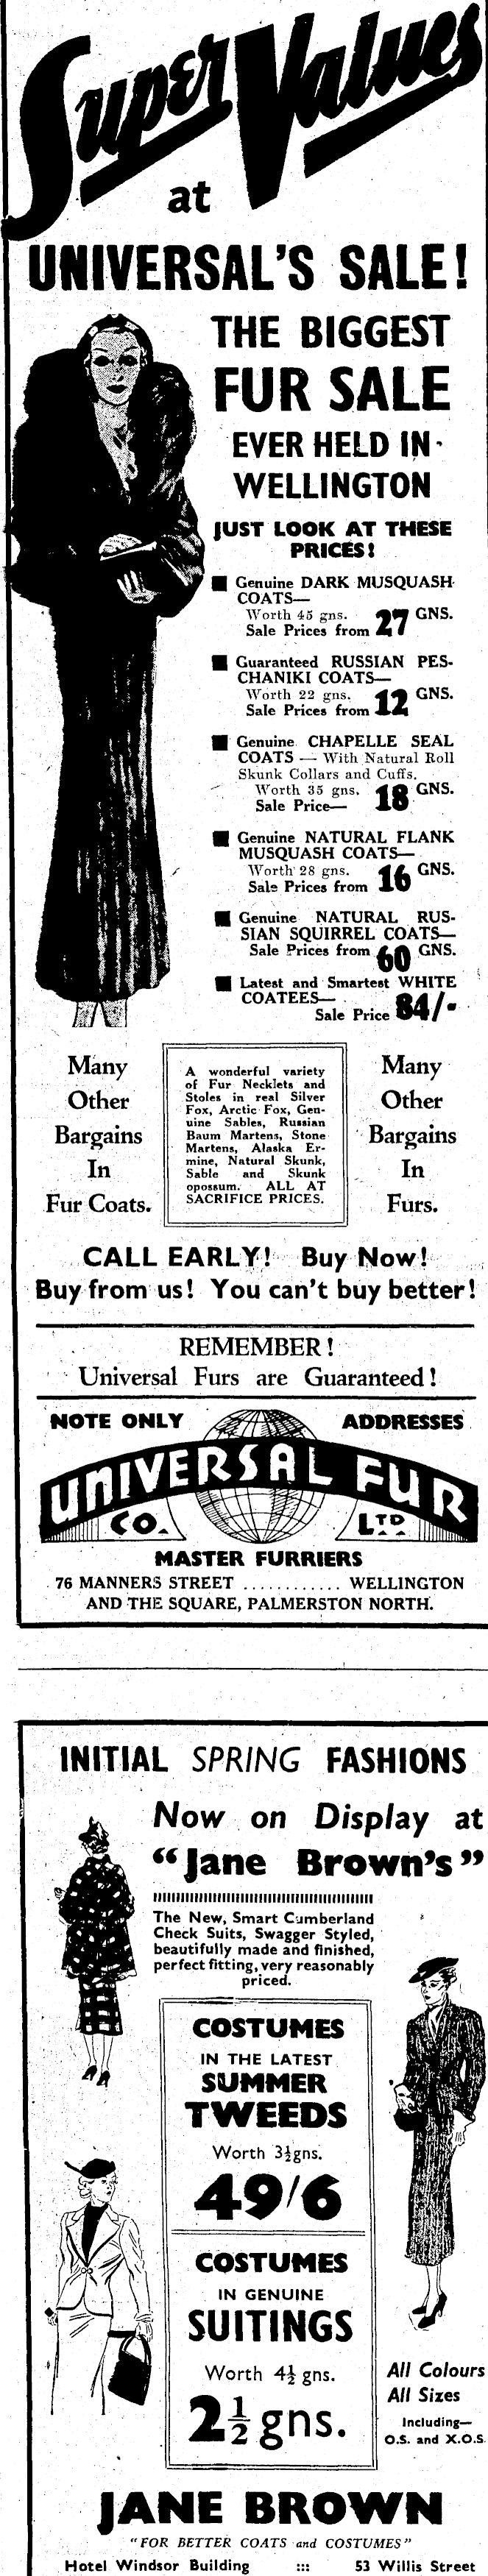 Super Values
at
UNIVERSAL'S SALE!
THE BIGGEST
FUR SALE
EVER HELD IN
WELLINGTON
JUST LOOK AT THESE
PRICES!
Genuine DARK MUSQUASH
COATS—
Worth 45 gns.
Sale Prices from 27 GNS.
Guaranteed RUSSIAN PES-
CHANIKI COATS—
Worth 22 gns.
Sale Prices from 12 GNS.
Genuine CHAPELLE SEAL
COATS — With Natural Roll
Skunk Collars and Cuffs.
Worth 35 gns.
Sale Price— 18 GNS.
Genuine NATURAL FLANK
MUSQUASH COATS—
Worth 28 gns.
Sale Prices from 16 GNS.
Genuine NATURAL RUS-
SIAN SQUIRREL COATS—
Sale Prices from 60 GNS.
Latest and Smartest WHITE
COATEES—
Sale Price 84/-
Many
Other
Bargains
In
Fur Coats.
A wonderful variety
of Fur Necklets and
Stoles in real Silver
Fox, Arctic Fox, Gen-
uine Sables, Russian
Baum Martens, Stone
Martens, Alaska Er-
mine, Natural Skunk,
Sable and Skunk
opossum. ALL AT
SACRIFICE PRICES.
Many
Other
Bargains
In
Furs.
CALL EARLY! Buy Now!
Buy from us! You can't buy better!
REMEMBER!
Universal Furs are Guaranteed!
NOTE ONLY ADDRESSES
UNIVERSAL FUR
CO. LTD
MASTER FURRIERS
76 MANNERS STREET ............ WELLINGTON
AND THE SQUARE, PALMERSTON NORTH.
INITIAL SPRING FASHIONS
Now on Display at
"Jane Brown's"
The New, Smart Cumberland
Check Suits, Swagger Styled,
beautifully made and finished,
perfect fitting, very reasonably
priced.
COSTUMES
IN THE LATEST
SUMMER
TWEEDS
Worth 3½gns.
49/6
COSTUMES
IN GENUINE
SUITINGS
Worth 4½ gns.
2½ gns.
All Colours
All Sizes
Including—
O.S. and X.O.S.
JANE BROWN
"FOR BETTER COATS and COSTUMES"
Hotel Windsor Building ::: 53 Willis Street